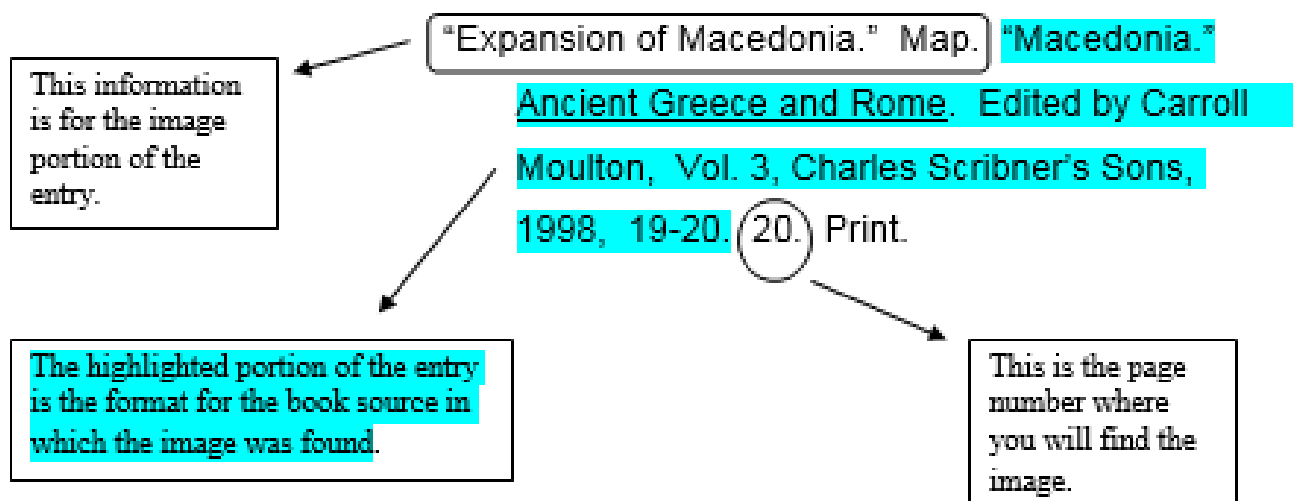 “Expansion of Macedonia.” Map. “Macedonia.”
Ancient Greece and Rome. Edited by Carroll
Moulton, Vol. 3, Charles Scribner’s Sons,
1998, 19-20. 20. Print.
This information
is for the image
portion of the
entry.
The highlighted portion of the entry
is the format for the book source in
which the image was found.
This is the page
number where
you will find the
image.